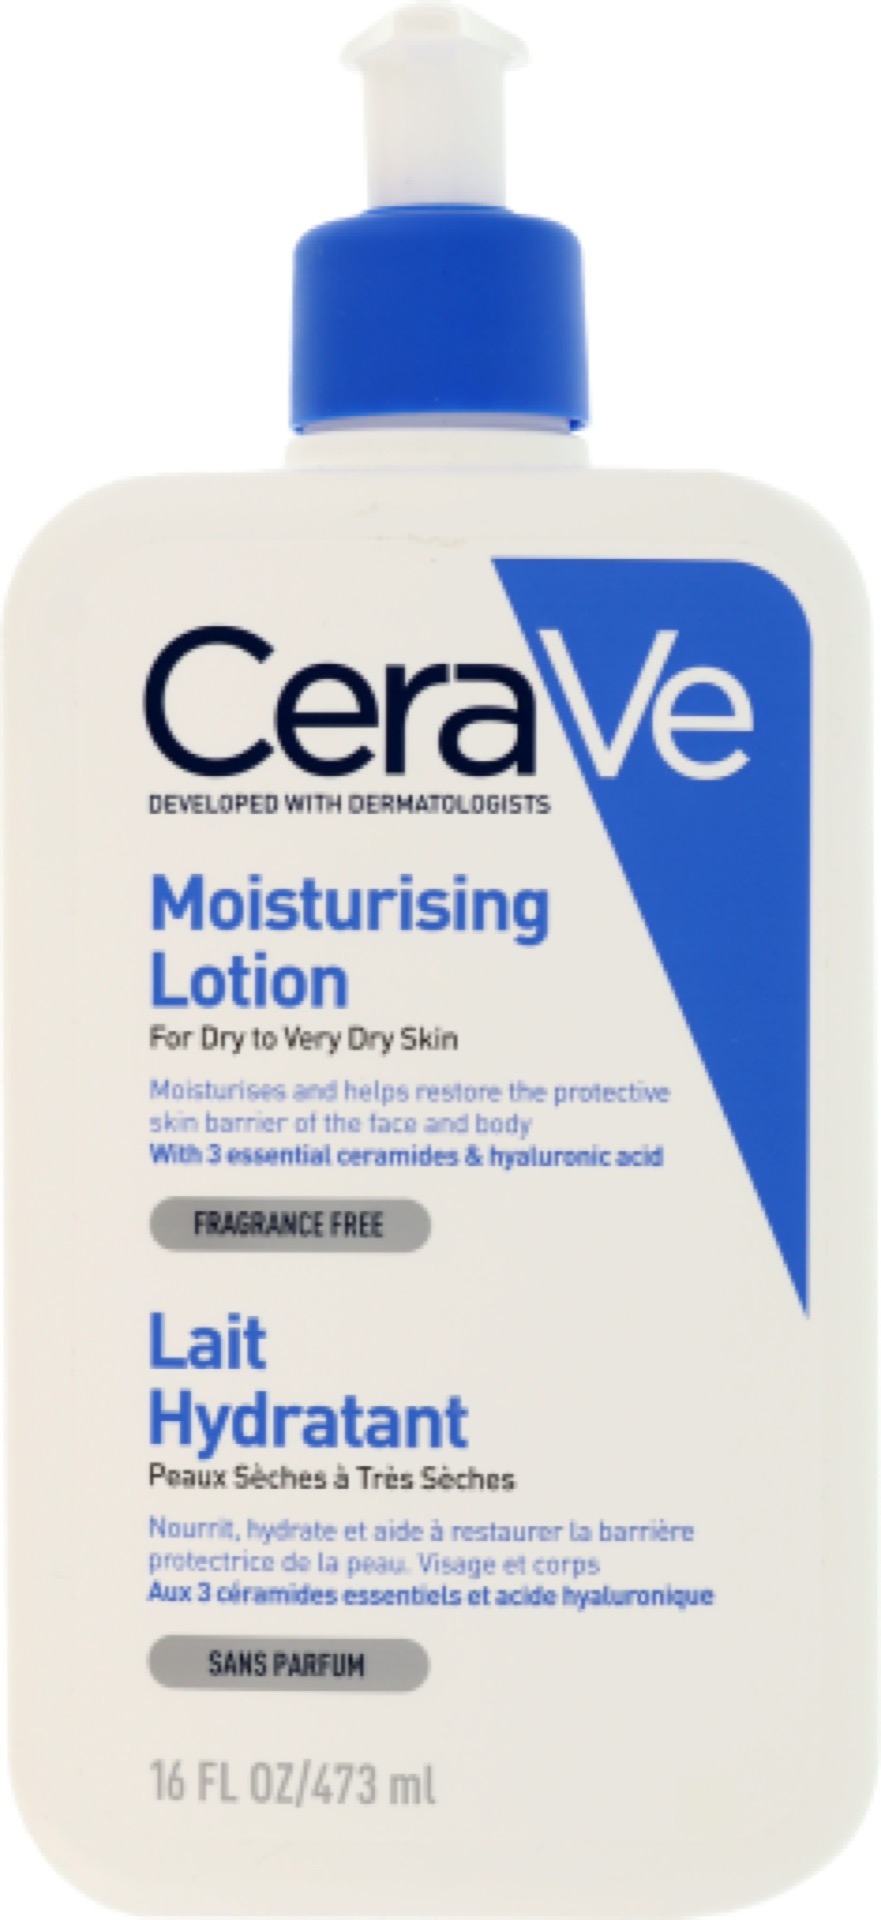 CeraVe
DEVELOPED WITH DERMATOLOGISTS
Moisturising
Lotion
For Dry to Very Dry Skin
Moisturises and helps restore the protective
skin barrier of the face and body
With 3 essential ceramides & hyaluronic acid
FRAGRANCE FREE
Lait
Hydratant
Peaux Sèches à Très Sèches
Nourrit, hydrate et aide à restaurer la barrière
protectrice de la peau. Visage et corps
Aux 3 céramides essentiels et acide hyaluronique
SANS PARFUM
16 FL OZ/473 ml